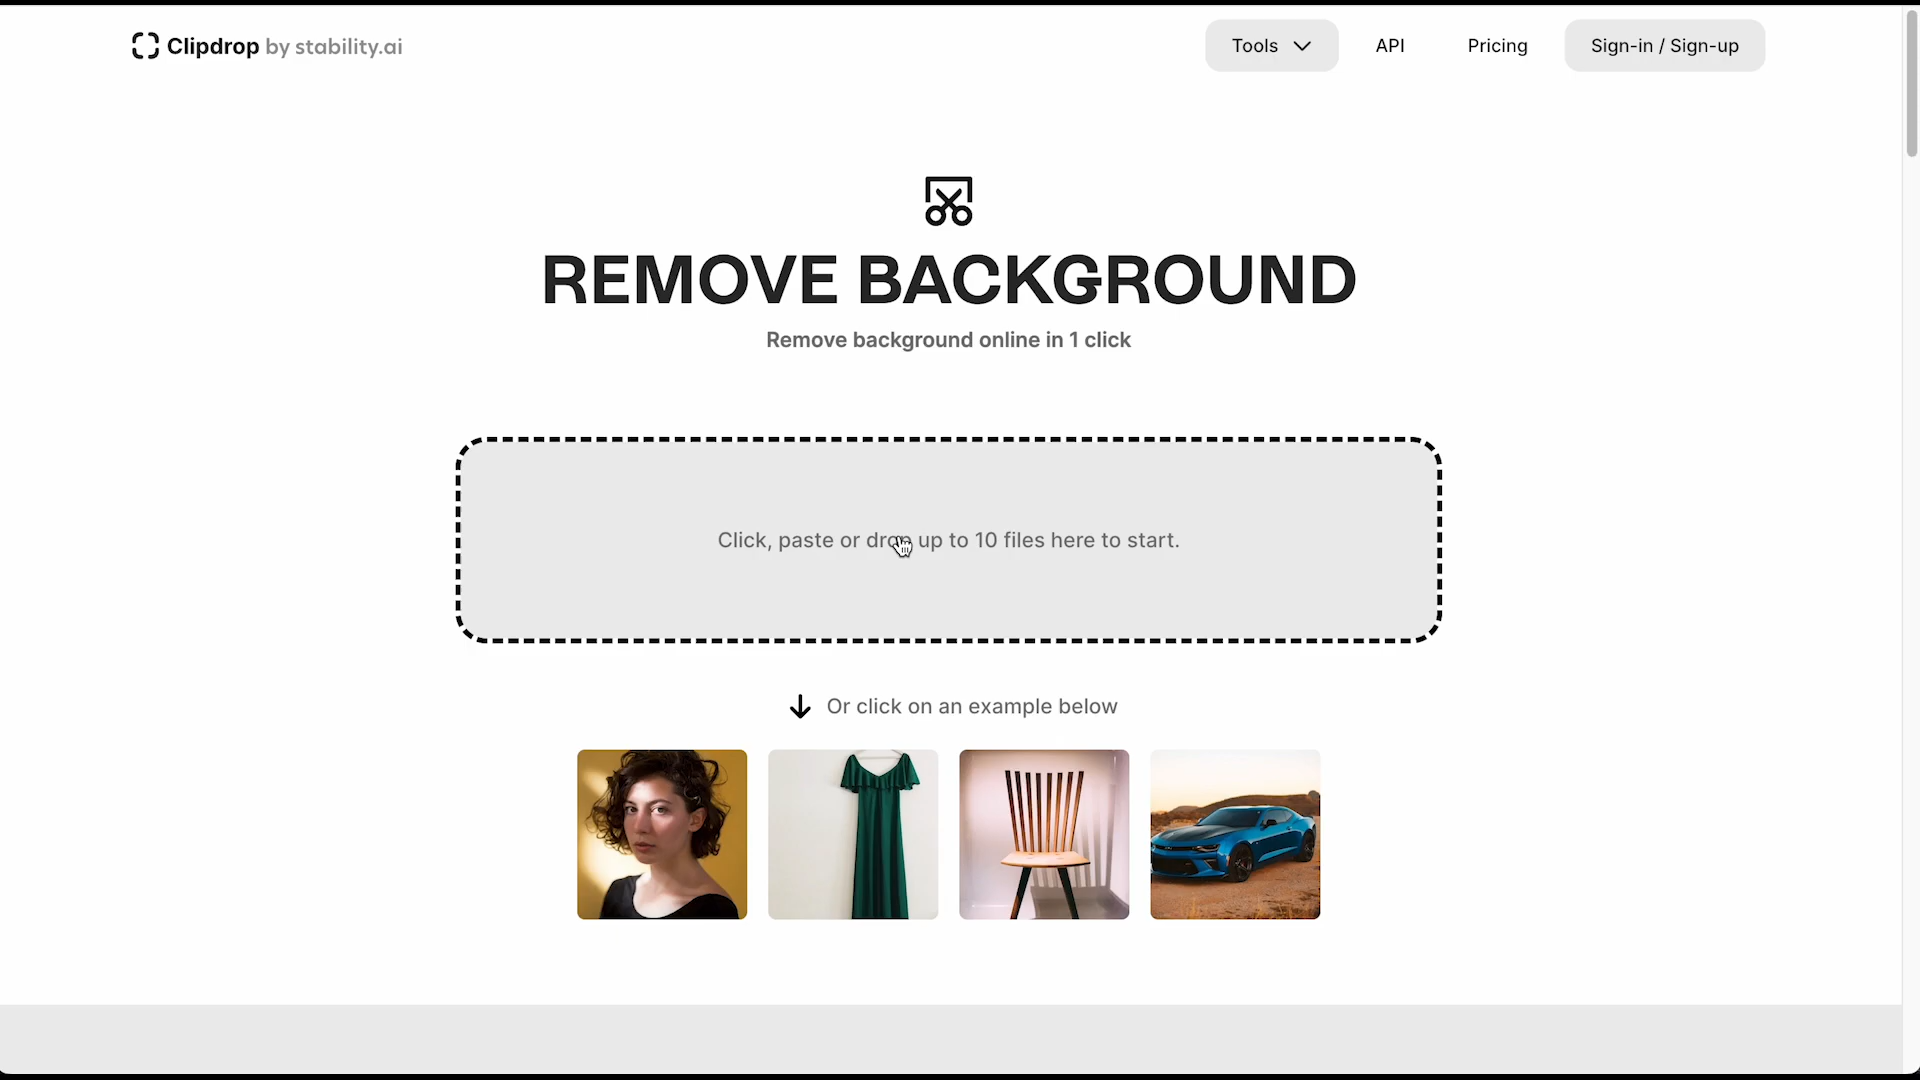 Clipdrop by stability.ai
Tools
API
Pricing
Sign-in / Sign-up
REMOVE BACKGROUND
Remove background online in 1 click
Click, paste or drop up to 10 files here to start.
Or click on an example below